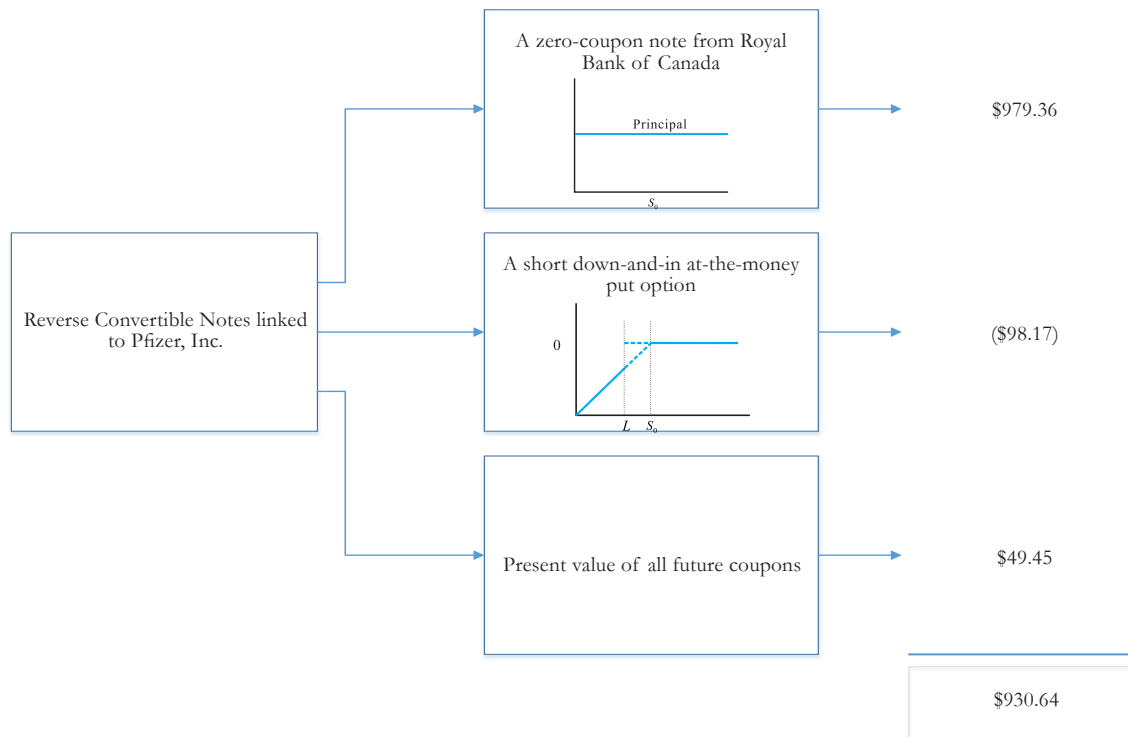 A zero-coupon note from Royal
Bank of Canada
Principal
S₀
$979.36
Reverse Convertible Notes linked
to Pfizer, Inc.
A short down-and-in at-the-money
put option
0
L
S₀
($98.17)
Present value of all future coupons
$49.45
$930.64